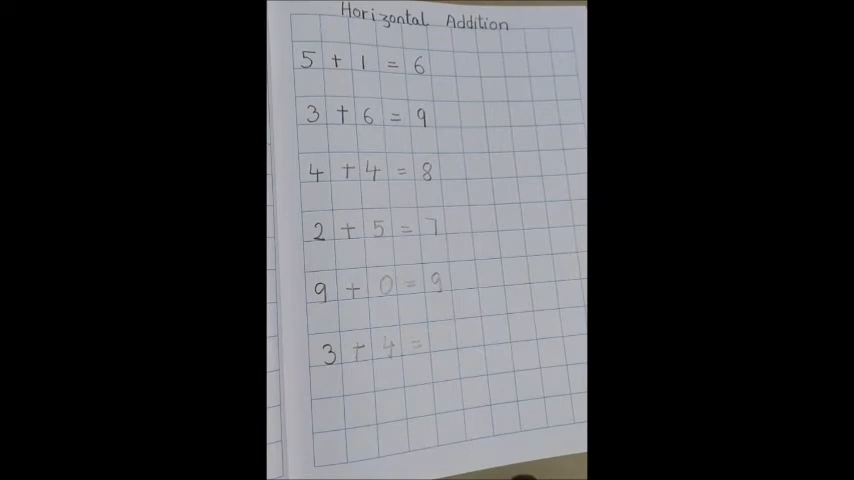 Horizontal Addition
5 + 1 = 6
3 + 6 = 9
4 + 4 = 8
2 + 5 = 7
9 + 0 = 9
3 + 4 =